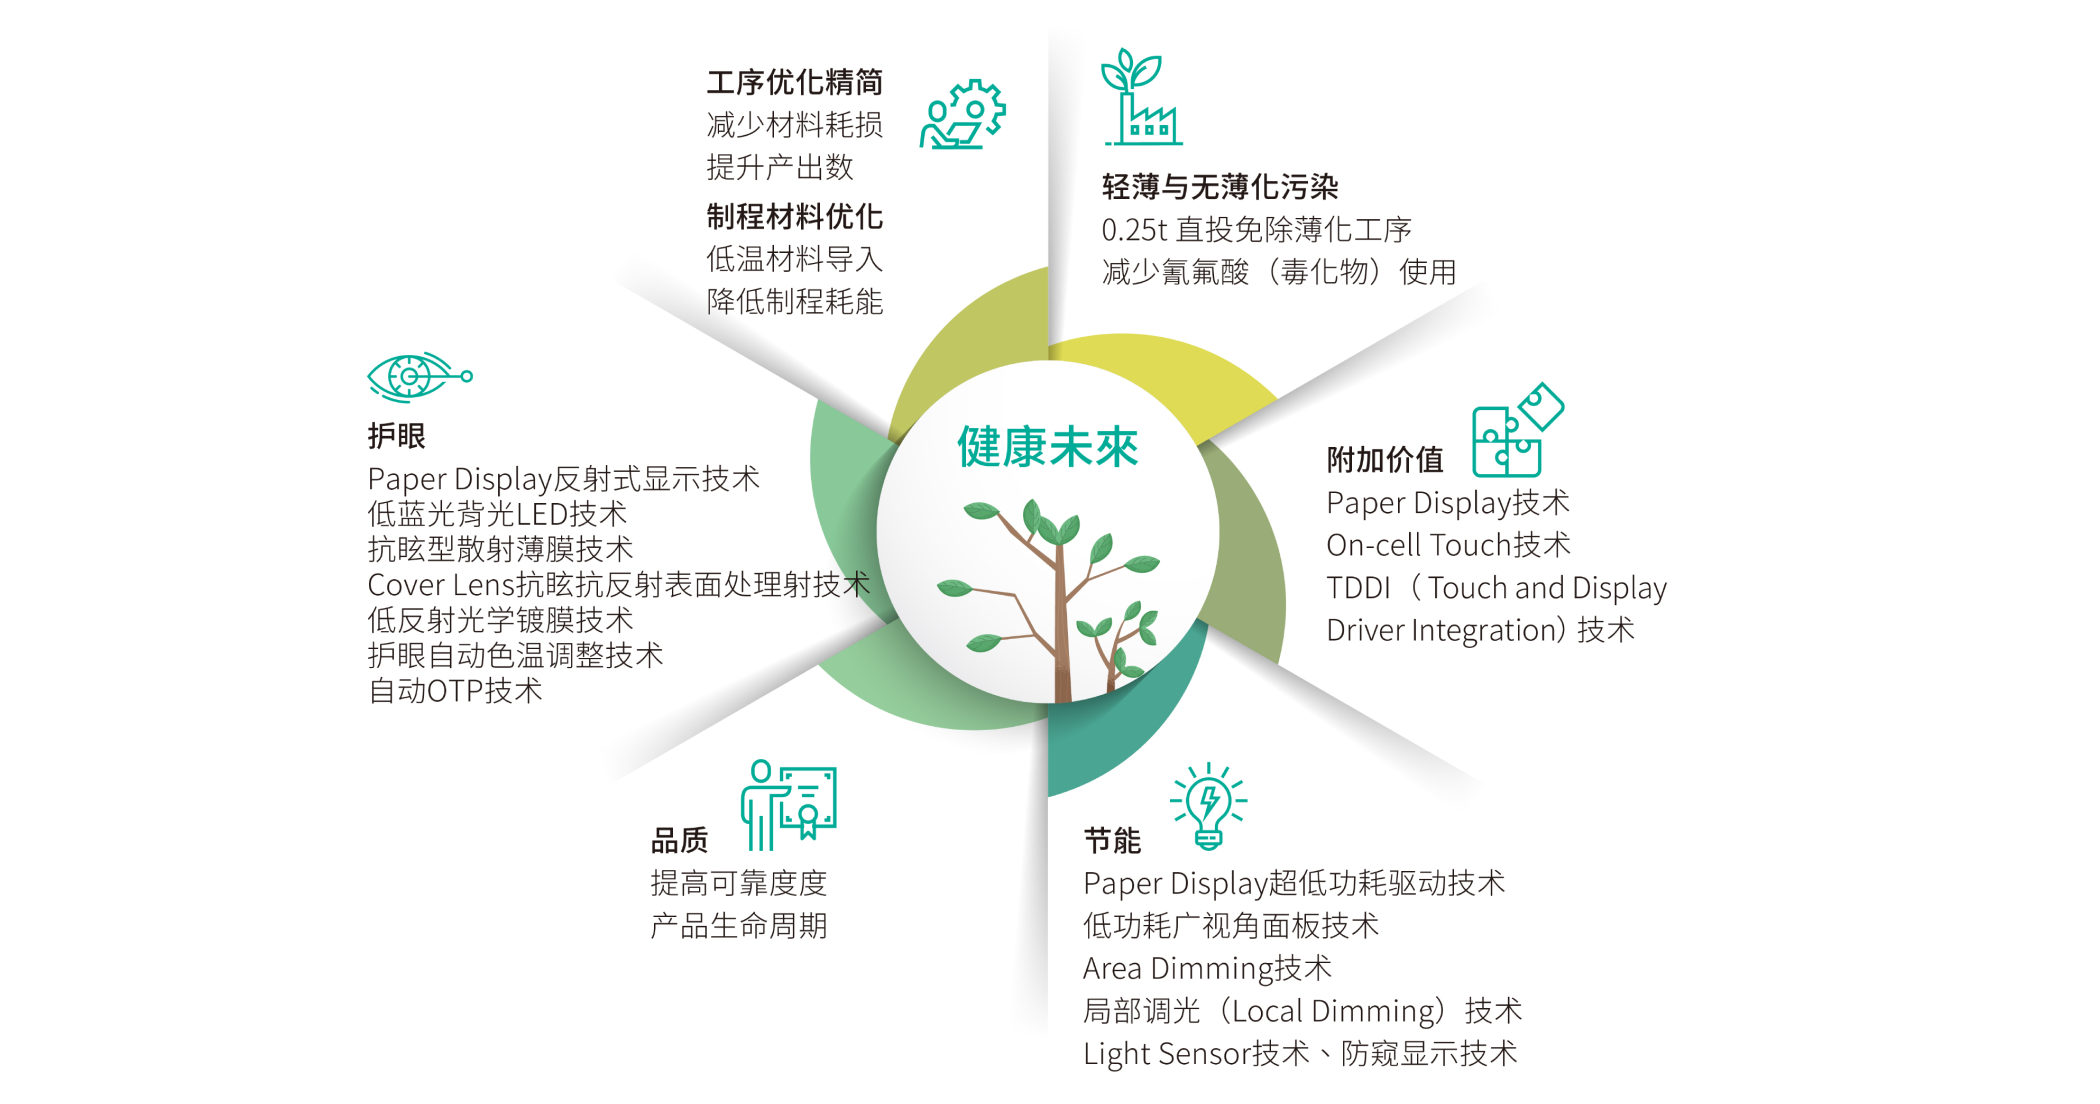 工序优化精简
减少材料耗损
提升产出数
制程材料优化
低温材料导入
降低制程耗能
轻薄与无薄化污染
0.25t 直投免除薄化工序
减少氰氟酸（毒化物）使用
护眼
Paper Display反射式显示技术
低蓝光背光LED技术
抗眩型散射薄膜技术
Cover Lens抗眩抗反射表面处理射技术
低反射光学镀膜技术
护眼自动色温调整技术
自动OTP技术
健康未來
附加价值
Paper Display技术
On-cell Touch技术
TDDI（Touch and Display
Driver Integration）技术
品质
提高可靠度度
产品生命周期
节能
Paper Display超低功耗驱动技术
低功耗广视角面板技术
Area Dimming技术
局部调光（Local Dimming）技术
Light Sensor技术、防窥显示技术